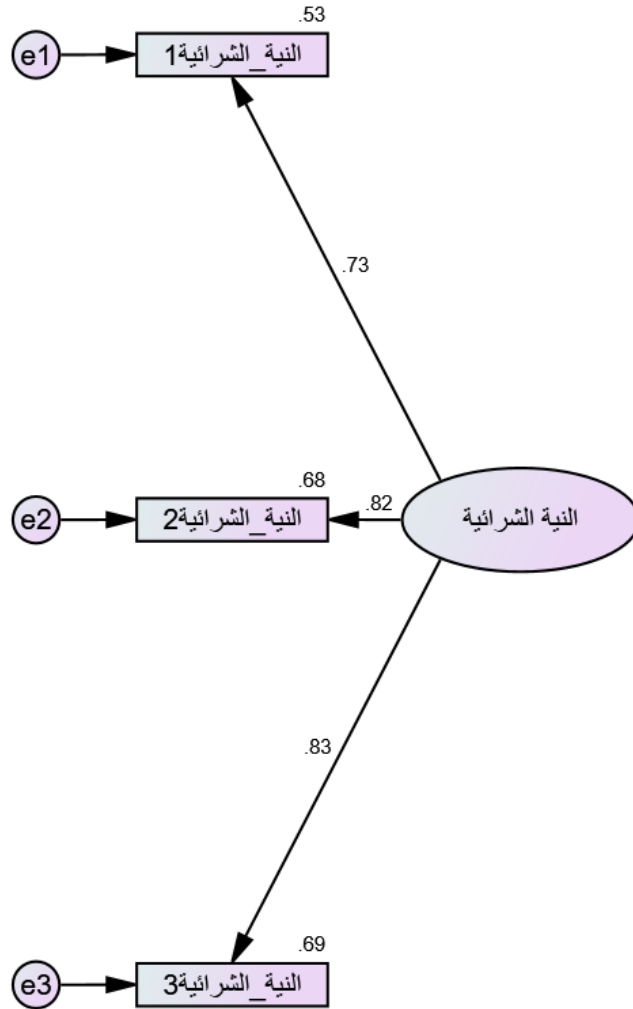 .53
e1
النية_الشرائية1
.73
.68
e2
النية_الشرائية2
.82
النية الشرائية
.83
.69
e3
النية_الشرائية3